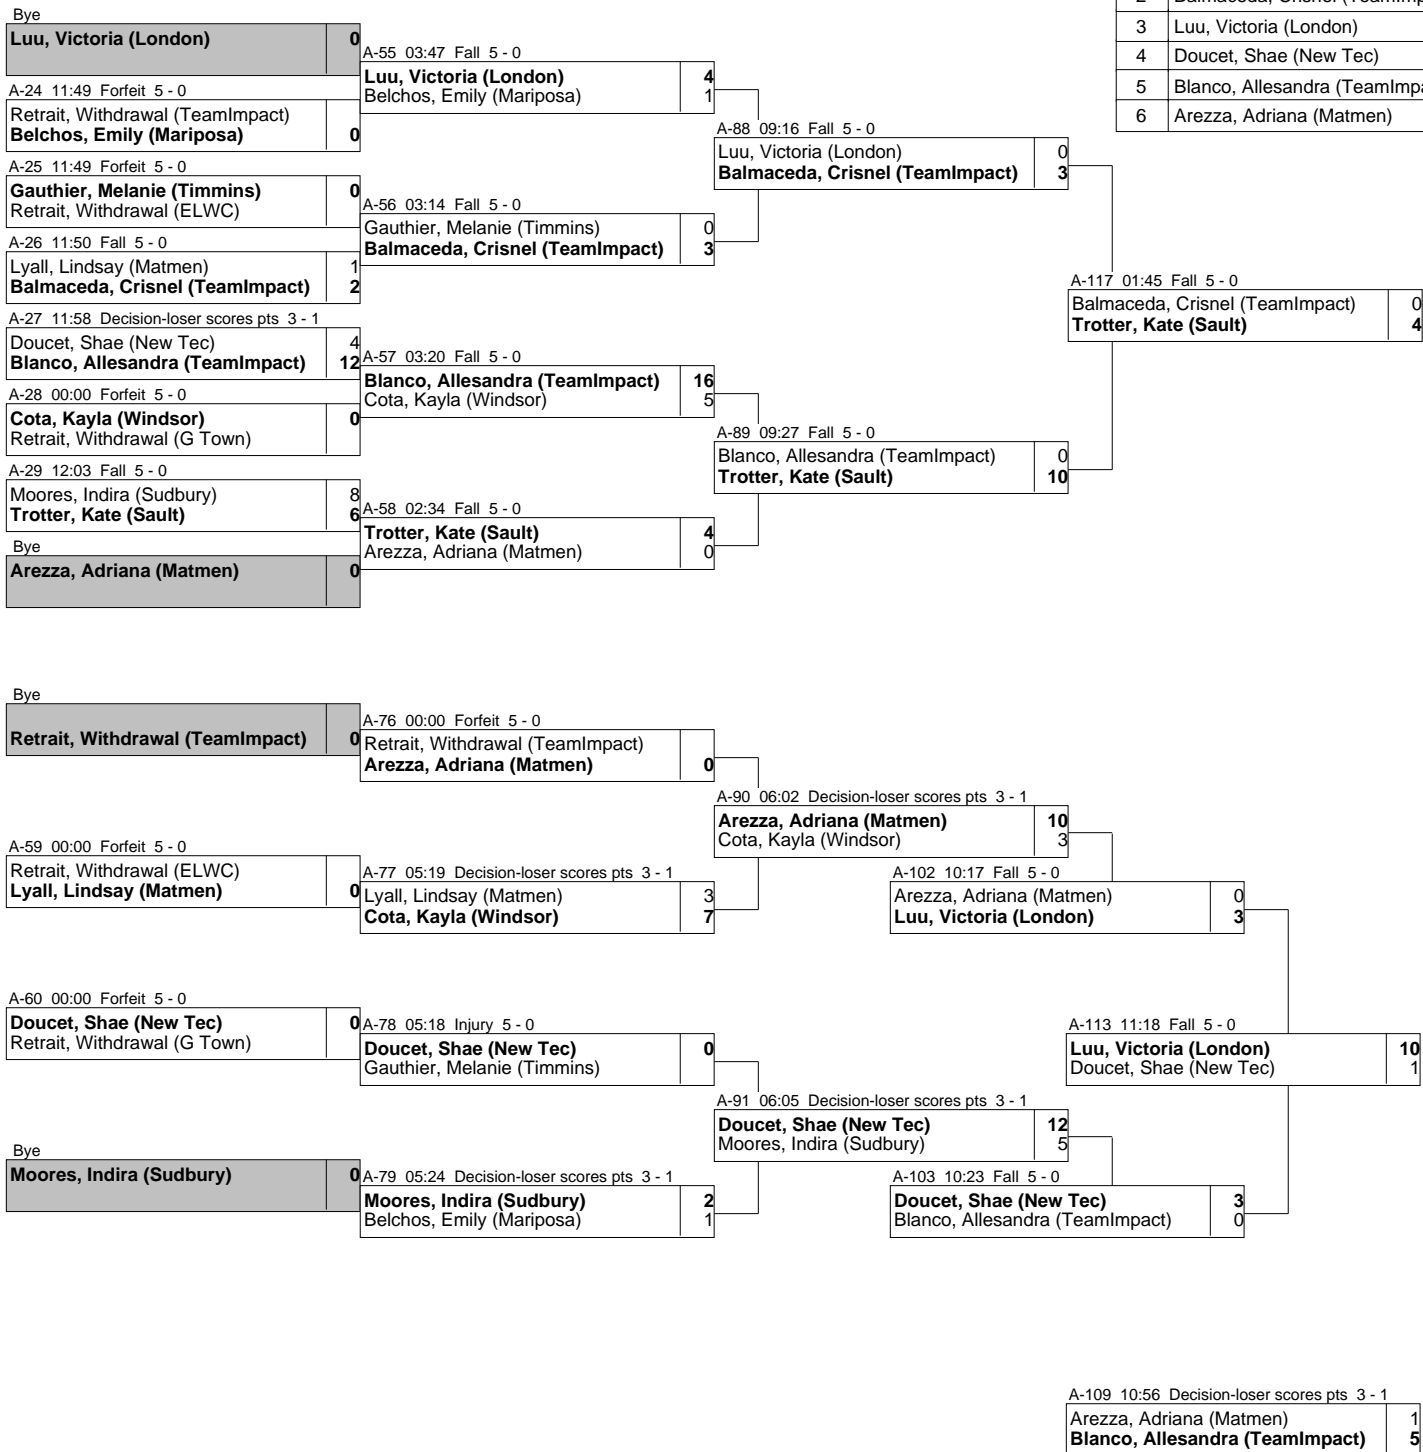 2 Balmaceda, Crisnel
3 Luu, Victoria (London)
4 Doucet, Shae (New Tec)
5 Blanco, Allesandra
6 Arezza, Adriana (Matmen)
Bye
Luu, Victoria (London) 0
A-24 11:49 Forfeit 5 - 0
Retrait, Withdrawal (TeamImpact)
Belchos, Emily (Mariposa) 0
A-25 11:49 Forfeit 5 - 0
Gauthier, Melanie (Timmins) 0
Retrait, Withdrawal (ELWC)
A-26 11:50 Fall 5 - 0
Lyall, Lindsay (Matmen) 1
Balmaceda, Crisnel (TeamImpact) 2
A-27 11:58 Decision-loser scores pts 3 - 1
Doucet, Shae (New Tec) 4
Blanco, Allesandra (TeamImpact) 12
A-28 00:00 Forfeit 5 - 0
Cota, Kayla (Windsor) 0
Retrait, Withdrawal (G Town)
A-29 12:03 Fall 5 - 0
Moores, Indira (Sudbury) 8
Trotter, Kate (Sault) 6
Bye
Arezza, Adriana (Matmen) 0
A-55 03:47 Fall 5 - 0
Luu, Victoria (London) 4
Belchos, Emily (Mariposa) 1
A-56 03:14 Fall 5 - 0
Gauthier, Melanie (Timmins) 0
Balmaceda, Crisnel (TeamImpact) 3
A-57 03:20 Fall 5 - 0
Blanco, Allesandra (TeamImpact) 16
Cota, Kayla (Windsor) 5
A-58 02:34 Fall 5 - 0
Trotter, Kate (Sault) 4
Arezza, Adriana (Matmen) 0
A-88 09:16 Fall 5 - 0
Luu, Victoria (London) 0
Balmaceda, Crisnel (TeamImpact) 3
A-89 09:27 Fall 5 - 0
Blanco, Allesandra (TeamImpact) 0
Trotter, Kate (Sault) 10
A-117 01:45 Fall 5 - 0
Balmaceda, Crisnel (TeamImpact) 0
Trotter, Kate (Sault) 4
Bye
Retrait, Withdrawal (TeamImpact) 0
A-59 00:00 Forfeit 5 - 0
Retrait, Withdrawal (ELWC)
Lyall, Lindsay (Matmen) 0
A-60 00:00 Forfeit 5 - 0
Doucet, Shae (New Tec) 0
Retrait, Withdrawal (G Town)
Bye
Moores, Indira (Sudbury) 0
A-76 00:00 Forfeit 5 - 0
Retrait, Withdrawal (TeamImpact)
Arezza, Adriana (Matmen) 0
A-77 05:19 Decision-loser scores pts 3 - 1
Lyall, Lindsay (Matmen) 3
Cota, Kayla (Windsor) 7
A-78 05:18 Injury 5 - 0
Doucet, Shae (New Tec) 0
Gauthier, Melanie (Timmins)
A-79 05:24 Decision-loser scores pts 3 - 1
Moores, Indira (Sudbury) 2
Belchos, Emily (Mariposa) 1
A-90 06:02 Decision-loser scores pts 3 - 1
Arezza, Adriana (Matmen) 10
Cota, Kayla (Windsor) 3
A-91 06:05 Decision-loser scores pts 3 - 1
Doucet, Shae (New Tec) 12
Moores, Indira (Sudbury) 5
A-102 10:17 Fall 5 - 0
Arezza, Adriana (Matmen) 0
Luu, Victoria (London) 3
A-103 10:23 Fall 5 - 0
Doucet, Shae (New Tec) 3
Blanco, Allesandra (TeamImpact) 0
A-113 11:18 Fall 5 - 0
Luu, Victoria (London) 10
Doucet, Shae (New Tec) 1
A-109 10:56 Decision-loser scores pts 3 - 1
Arezza, Adriana (Matmen) 1
Blanco, Allesandra (TeamImpact) 5